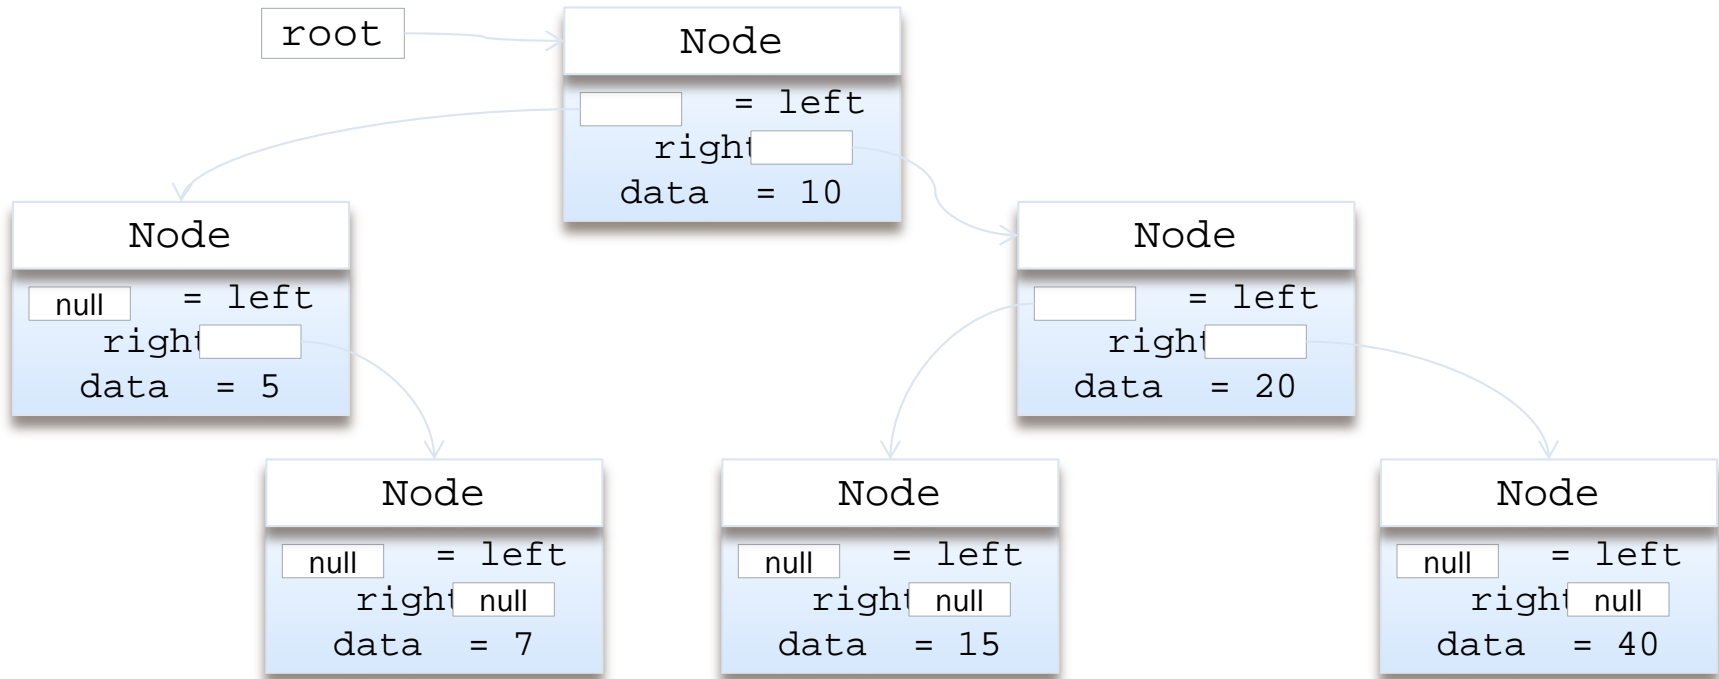 root
Node
= left
right
data = 10
Node
null = left
right
data = 5
Node
= left
right
data = 20
Node
null = left
right null
data = 7
Node
null = left
right null
data = 15
Node
null = left
right null
data = 40